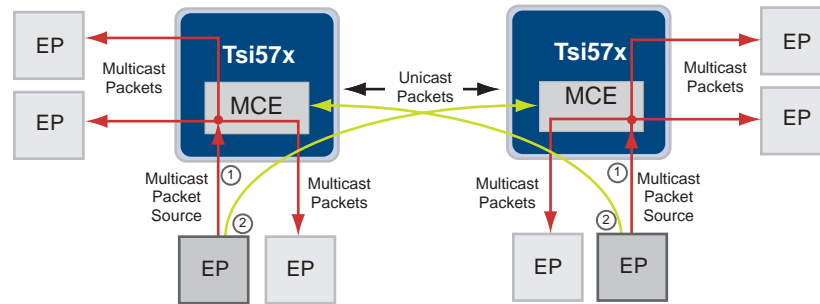 EP
Multicast
Packets
EP
Tsi57x
MCE
Unicast
Packets
Tsi57x
MCE
EP
Multicast
Packets
EP
1
Multicast
Packet
Source
2
Multicast
Packets
EP
EP
Multicast
Packets
1
Multicast
Packet
Source
2
EP
EP